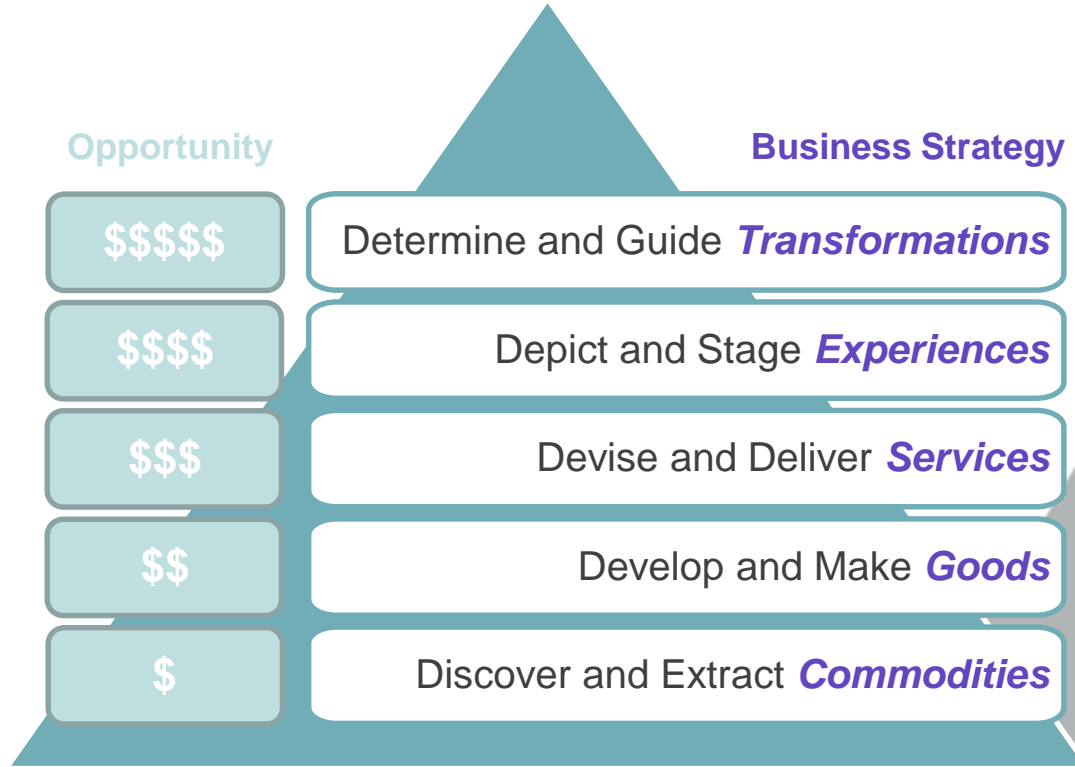 Opportunity
Business Strategy
$$$$$
Determine and Guide Transformations
$$$$
Depict and Stage Experiences
$$$
Devise and Deliver Services
$$
Develop and Make Goods
$
Discover and Extract Commodities